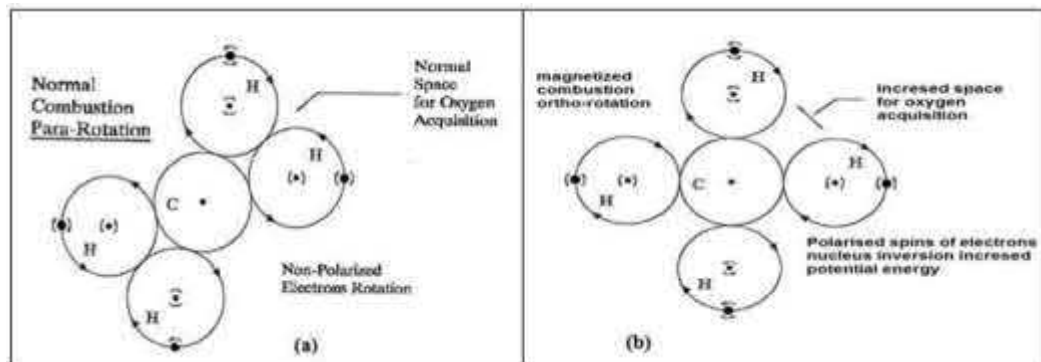 Normal
Combustion
Para-Rotation
H
Normal
Space
for Oxygen
Acquisition
H
C
H
Non-Polarized
Electrons Rotation
H
(a)
magnetized
combustion
ortho-rotation
H
Incresed space
for oxygen
acquisition
H
C
H
Polarised spins of electrons
nucleus inversion incresed
potential energy
H
(b)